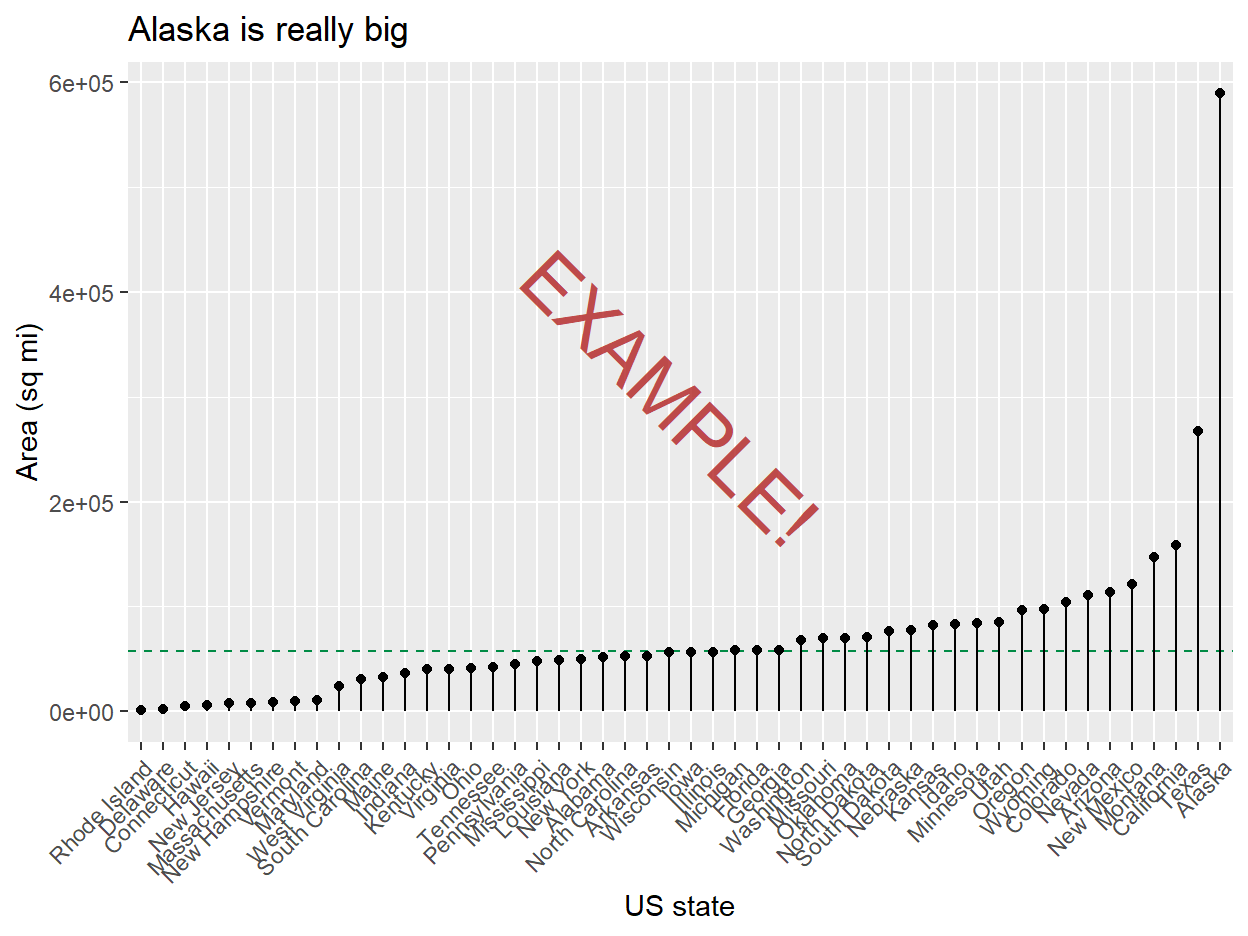 Alaska is really big
6e+05
4e+05
2e+05
0e+00
Area (sq mi)
EXAMPLE!
Rhode Island
Delaware
Connecticut
Hawaii
New Jersey
Massachusetts
New Hampshire
Vermont
Maryland
West Virginia
South Carolina
Maine
Indiana
Kentucky
Virginia
Ohio
Tennessee
Pennsylvania
Mississippi
Louisiana
New York
Alabama
North Carolina
Arkansas
Wisconsin
Iowa
Illinois
Michigan
Florida
Georgia
Washington
Missouri
Oklahoma
North Dakota
South Dakota
Nebraska
Kansas
Idaho
Minnesota
Utah
Oregon
Wyoming
Colorado
Nevada
Arizona
New Mexico
Montana
California
Texas
Alaska
US state